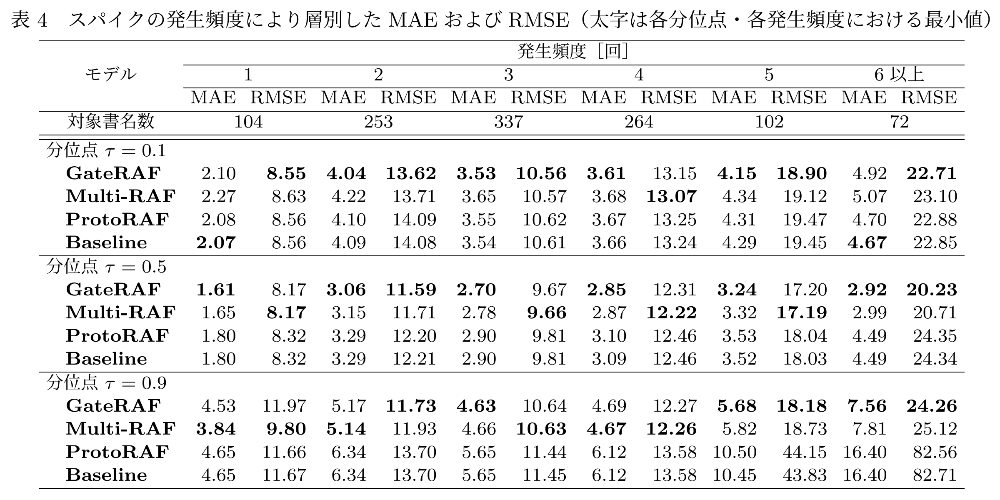 表 4　スパイクの発生頻度により層別した MAE および RMSE（太字は各分位点・各発生頻度における最小値）
発生頻度［回］
モデル 1 2 3 4 5 6 以上
MAE RMSE MAE RMSE MAE RMSE MAE RMSE MAE RMSE MAE RMSE
対象書名数 104 253 337 264 102 72
分位点 τ = 0.1
GateRAF 2.10 8.55 4.04 13.62 3.53 10.56 3.61 13.15 4.15 18.90 4.92 22.71
Multi-RAF 2.27 8.63 4.22 13.71 3.65 10.57 3.68 13.07 4.34 19.12 5.07 23.10
ProtoRAF 2.08 8.56 4.10 14.09 3.55 10.62 3.67 13.25 4.31 19.47 4.70 22.88
Baseline 2.07 8.56 4.09 14.08 3.54 10.61 3.66 13.24 4.29 19.45 4.67 22.85
分位点 τ = 0.5
GateRAF 1.61 8.17 3.06 11.59 2.70 9.67 2.85 12.31 3.24 17.20 2.92 20.23
Multi-RAF 1.65 8.17 3.15 11.71 2.78 9.66 2.87 12.22 3.32 17.19 2.99 20.71
ProtoRAF 1.80 8.32 3.29 12.20 2.90 9.81 3.10 12.46 3.53 18.04 4.49 24.35
Baseline 1.80 8.32 3.29 12.21 2.90 9.81 3.09 12.46 3.52 18.03 4.49 24.34
分位点 τ = 0.9
GateRAF 4.53 11.97 5.17 11.73 4.63 10.64 4.69 12.27 5.68 18.18 7.56 24.26
Multi-RAF 3.84 9.80 5.14 11.93 4.66 10.63 4.67 12.26 5.82 18.73 7.81 25.12
ProtoRAF 4.65 11.66 6.34 13.70 5.65 11.44 6.12 13.58 10.50 44.15 16.40 82.56
Baseline 4.65 11.67 6.34 13.70 5.65 11.45 6.12 13.58 10.45 43.83 16.40 82.71